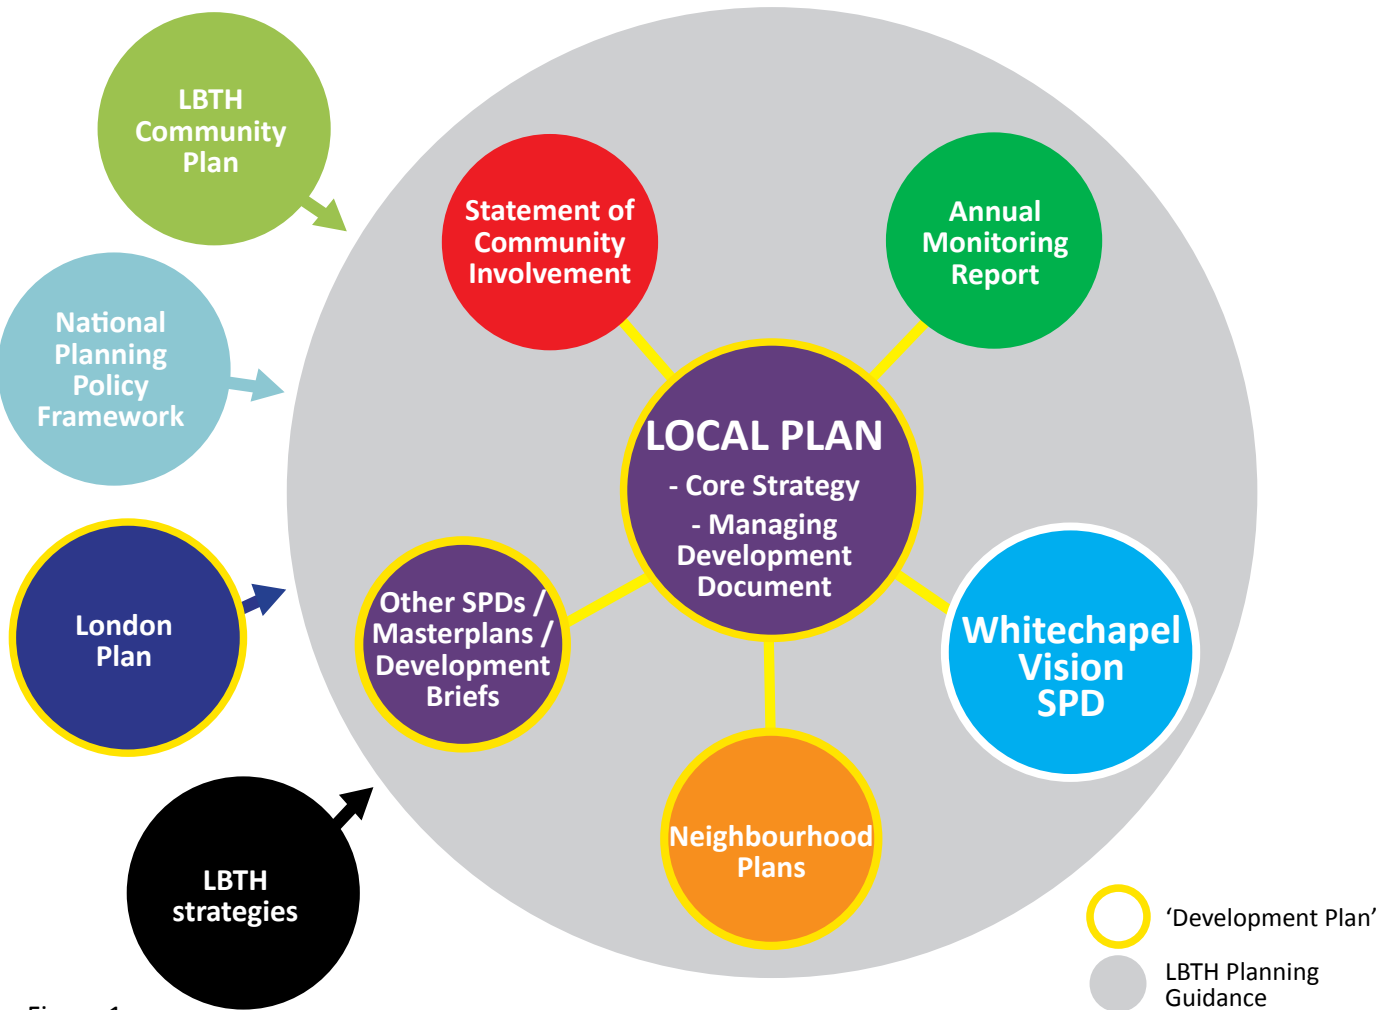 LBTH
Community
Plan
National
Planning
Policy
Framework
London
Plan
LBTH
strategies
Statement of
Community
Involvement
Annual
Monitoring
Report
LOCAL PLAN
- Core Strategy
- Managing
Development
Document
Other SPDs /
Masterplans /
Development
Briefs
Whitechapel
Vision
SPD
Neighbourhood
Plans
'Development Plan'
LBTH Planning
Guidance
Figure 1